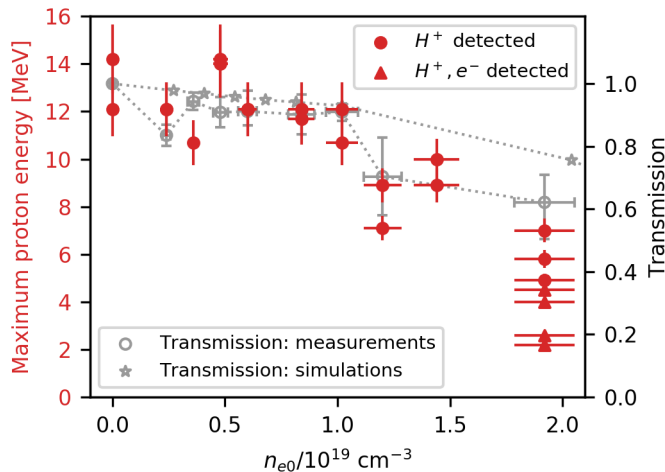 16
14
12
10
8
6
4
2
0
Maximum proton energy [MeV]
H⁺ detected
H⁺, e⁻ detected
1.0
0.8
0.6
0.4
0.2
0.0
Transmission
Transmission: measurements
Transmission: simulations
0.0 0.5 1.0 1.5 2.0
nₑ₀/10¹⁹ cm⁻³